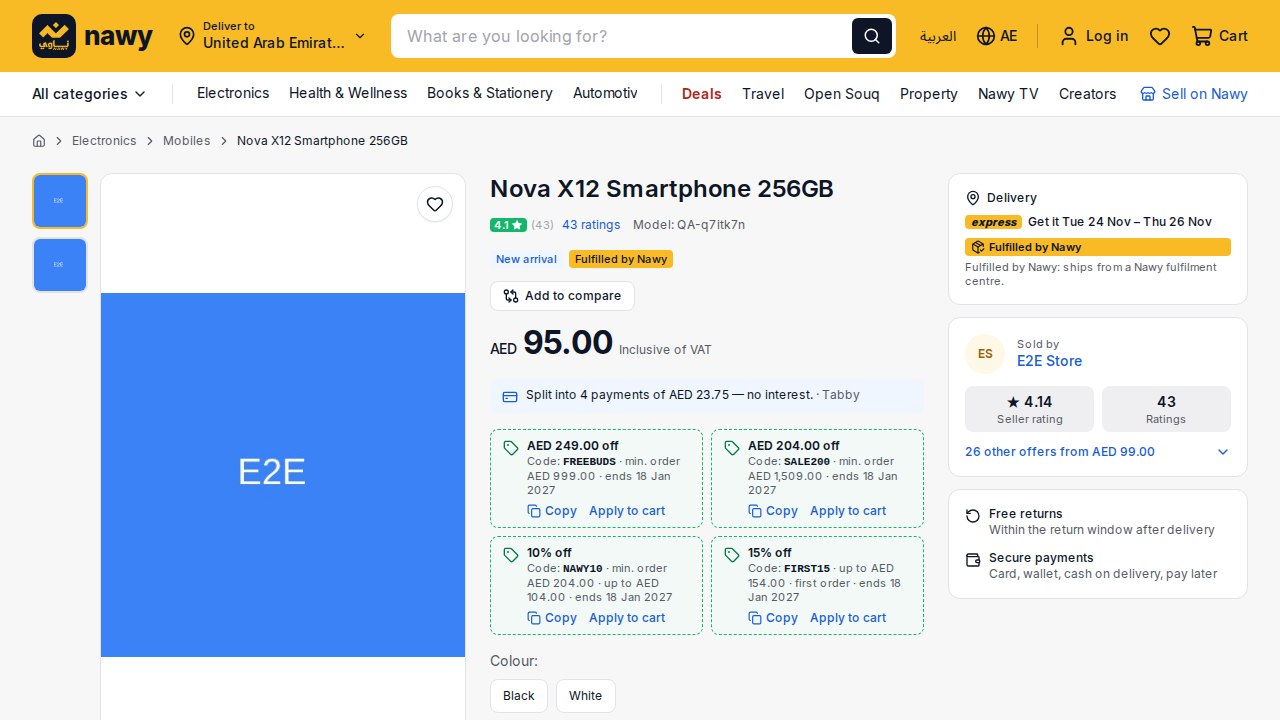 ناوي
NAWY
nawy
Deliver to
United Arab Emirat...
What are you looking for?
العربية
AE
Log in
Cart
All categories
Electronics
Health & Wellness
Books & Stationery
Automotiv
Deals
Travel
Open Souq
Property
Nawy TV
Creators
Sell on Nawy
Electronics
Mobiles
Nova X12 Smartphone 256GB
E2E
E2E
E2E
Nova X12 Smartphone 256GB
4.1 (43) 43 ratings Model: QA-q7itk7n
New arrival
Fulfilled by Nawy
Add to compare
AED 95.00 Inclusive of VAT
Split into 4 payments of AED 23.75 — no interest. · Tabby
AED 249.00 off
Code: FREEBUDS · min. order
AED 999.00 · ends 18 Jan
2027
Copy Apply to cart
AED 204.00 off
Code: SALE200 · min. order
AED 1,509.00 · ends 18 Jan
2027
Copy Apply to cart
10% off
Code: NAWY10 · min. order
AED 204.00 · up to AED
104.00 · ends 18 Jan 2027
Copy Apply to cart
15% off
Code: FIRST15 · up to AED
154.00 · first order · ends 18
Jan 2027
Copy Apply to cart
Colour:
Black
White
Delivery
express Get it Tue 24 Nov – Thu 26 Nov
Fulfilled by Nawy
Fulfilled by Nawy: ships from a Nawy fulfilment
centre.
ES
Sold by
E2E Store
★ 4.14
Seller rating
43
Ratings
26 other offers from AED 99.00
Free returns
Within the return window after delivery
Secure payments
Card, wallet, cash on delivery, pay later